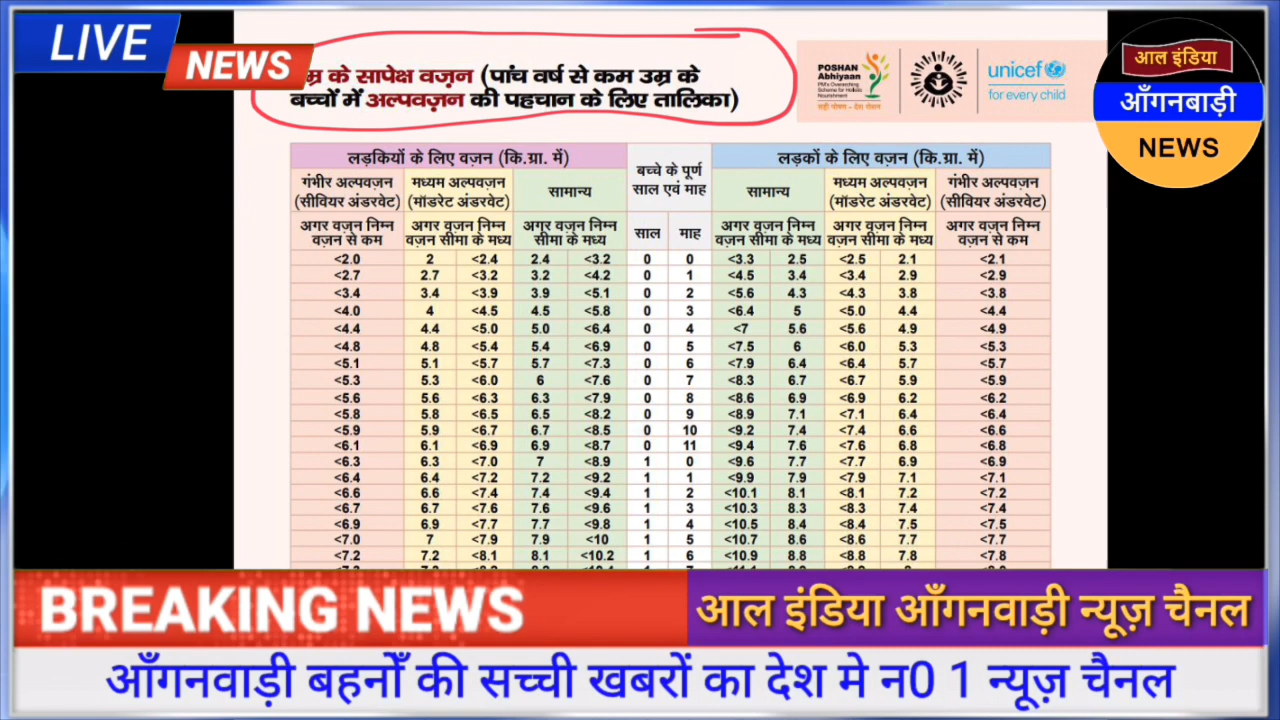 LIVE
NEWS
उम्र के सापेक्ष वज़न (पांच वर्ष से कम उम्र के
बच्चों में अल्पवज़न की पहचान के लिए तालिका)
POSHAN
Abhiyaan
PM's Overarching
Scheme for Holistic
Nourishment
सही पोषण - देश रोशन
unicef
for every child
आल इंडिया
आँगनबाड़ी
NEWS
लड़कियों के लिए वज़न (कि.ग्रा. में) बच्चे के पूर्ण साल एवं माह लड़कों के लिए वज़न (कि.ग्रा. में)
गंभीर अल्पवज़न (सीवियर अंडरवेट) मध्यम अल्पवज़न (मॉडरेट अंडरवेट) सामान्य सामान्य मध्यम अल्पवज़न (मॉडरेट अंडरवेट) गंभीर अल्पवज़न (सीवियर अंडरवेट)
अगर वज़न निम्न वज़न से कम अगर वज़न निम्न वज़न सीमा के मध्य अगर वज़न निम्न सीमा के मध्य साल माह अगर वज़न निम्न वज़न सीमा के मध्य अगर वज़न निम्न वज़न सीमा के मध्य अगर वज़न निम्न वज़न से कम
<2.0 2 <2.4 2.4 <3.2 0 0 <3.3 2.5 <2.5 2.1 <2.1
<2.7 2.7 <3.2 3.2 <4.2 0 1 <4.5 3.4 <3.4 2.9 <2.9
<3.4 3.4 <3.9 3.9 <5.1 0 2 <5.6 4.3 <4.3 3.8 <3.8
<4.0 4 <4.5 4.5 <5.8 0 3 <6.4 5 <5.0 4.4 <4.4
<4.4 4.4 <5.0 5.0 <6.4 0 4 <7 5.6 <5.6 4.9 <4.9
<4.8 4.8 <5.4 5.4 <6.9 0 5 <7.5 6 <6.0 5.3 <5.3
<5.1 5.1 <5.7 5.7 <7.3 0 6 <7.9 6.4 <6.4 5.7 <5.7
<5.3 5.3 <6.0 6 <7.6 0 7 <8.3 6.7 <6.7 5.9 <5.9
<5.6 5.6 <6.3 6.3 <7.9 0 8 <8.6 6.9 <6.9 6.2 <6.2
<5.8 5.8 <6.5 6.5 <8.2 0 9 <8.9 7.1 <7.1 6.4 <6.4
<5.9 5.9 <6.7 6.7 <8.5 0 10 <9.2 7.4 <7.4 6.6 <6.6
<6.1 6.1 <6.9 6.9 <8.7 0 11 <9.4 7.6 <7.6 6.8 <6.8
<6.3 6.3 <7.0 7 <8.9 1 0 <9.6 7.7 <7.7 6.9 <6.9
<6.4 6.4 <7.2 7.2 <9.2 1 1 <9.9 7.9 <7.9 7.1 <7.1
<6.6 6.6 <7.4 7.4 <9.4 1 2 <10.1 8.1 <8.1 7.2 <7.2
<6.7 6.7 <7.6 7.6 <9.6 1 3 <10.3 8.3 <8.3 7.4 <7.4
<6.9 6.9 <7.7 7.7 <9.8 1 4 <10.5 8.4 <8.4 7.5 <7.5
<7.0 7 <7.9 7.9 <10 1 5 <10.7 8.6 <8.6 7.7 <7.7
<7.2 7.2 <8.1 8.1 <10.2 1 6 <10.9 8.8 <8.8 7.8 <7.8
BREAKING NEWS
आल इंडिया आँगनवाड़ी न्यूज़ चैनल
आँगनवाड़ी बहनोँ की सच्ची खबरों का देश मे न0 1 न्यूज़ चैनल